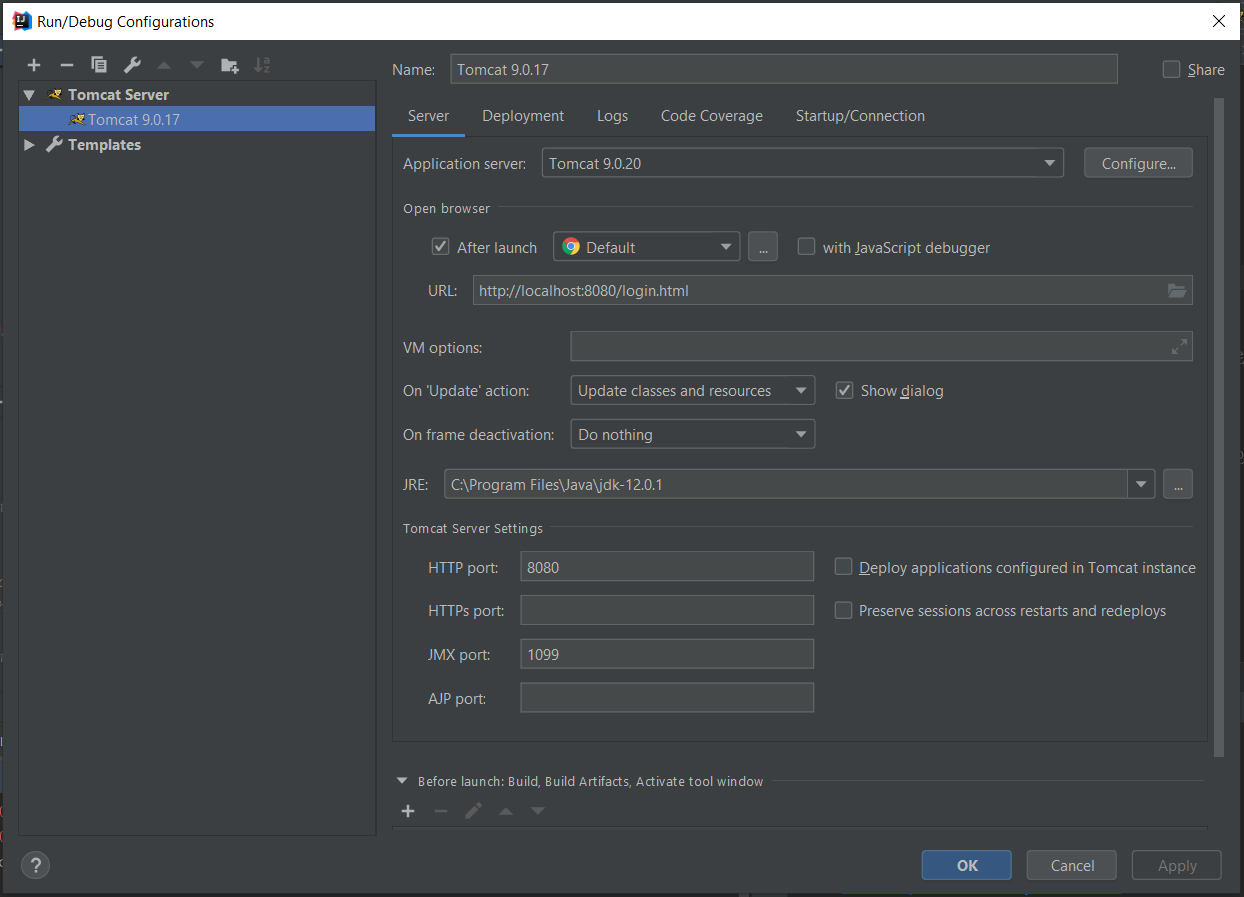 Run/Debug Configurations
Name: Tomcat 9.0.17 Share
Tomcat Server
Tomcat 9.0.17
Templates
Server Deployment Logs Code Coverage Startup/Connection
Application server: Tomcat 9.0.20 Configure...
Open browser
After launch Default ... with JavaScript debugger
URL: http://localhost:8080/login.html
VM options:
On 'Update' action: Update classes and resources Show dialog
On frame deactivation: Do nothing
JRE: C:\Program Files\Java\jdk-12.0.1 ...
Tomcat Server Settings
HTTP port: 8080 Deploy applications configured in Tomcat instance
HTTPs port: Preserve sessions across restarts and redeploys
JMX port: 1099
AJP port:
Before launch: Build, Build Artifacts, Activate tool window
? OK Cancel Apply